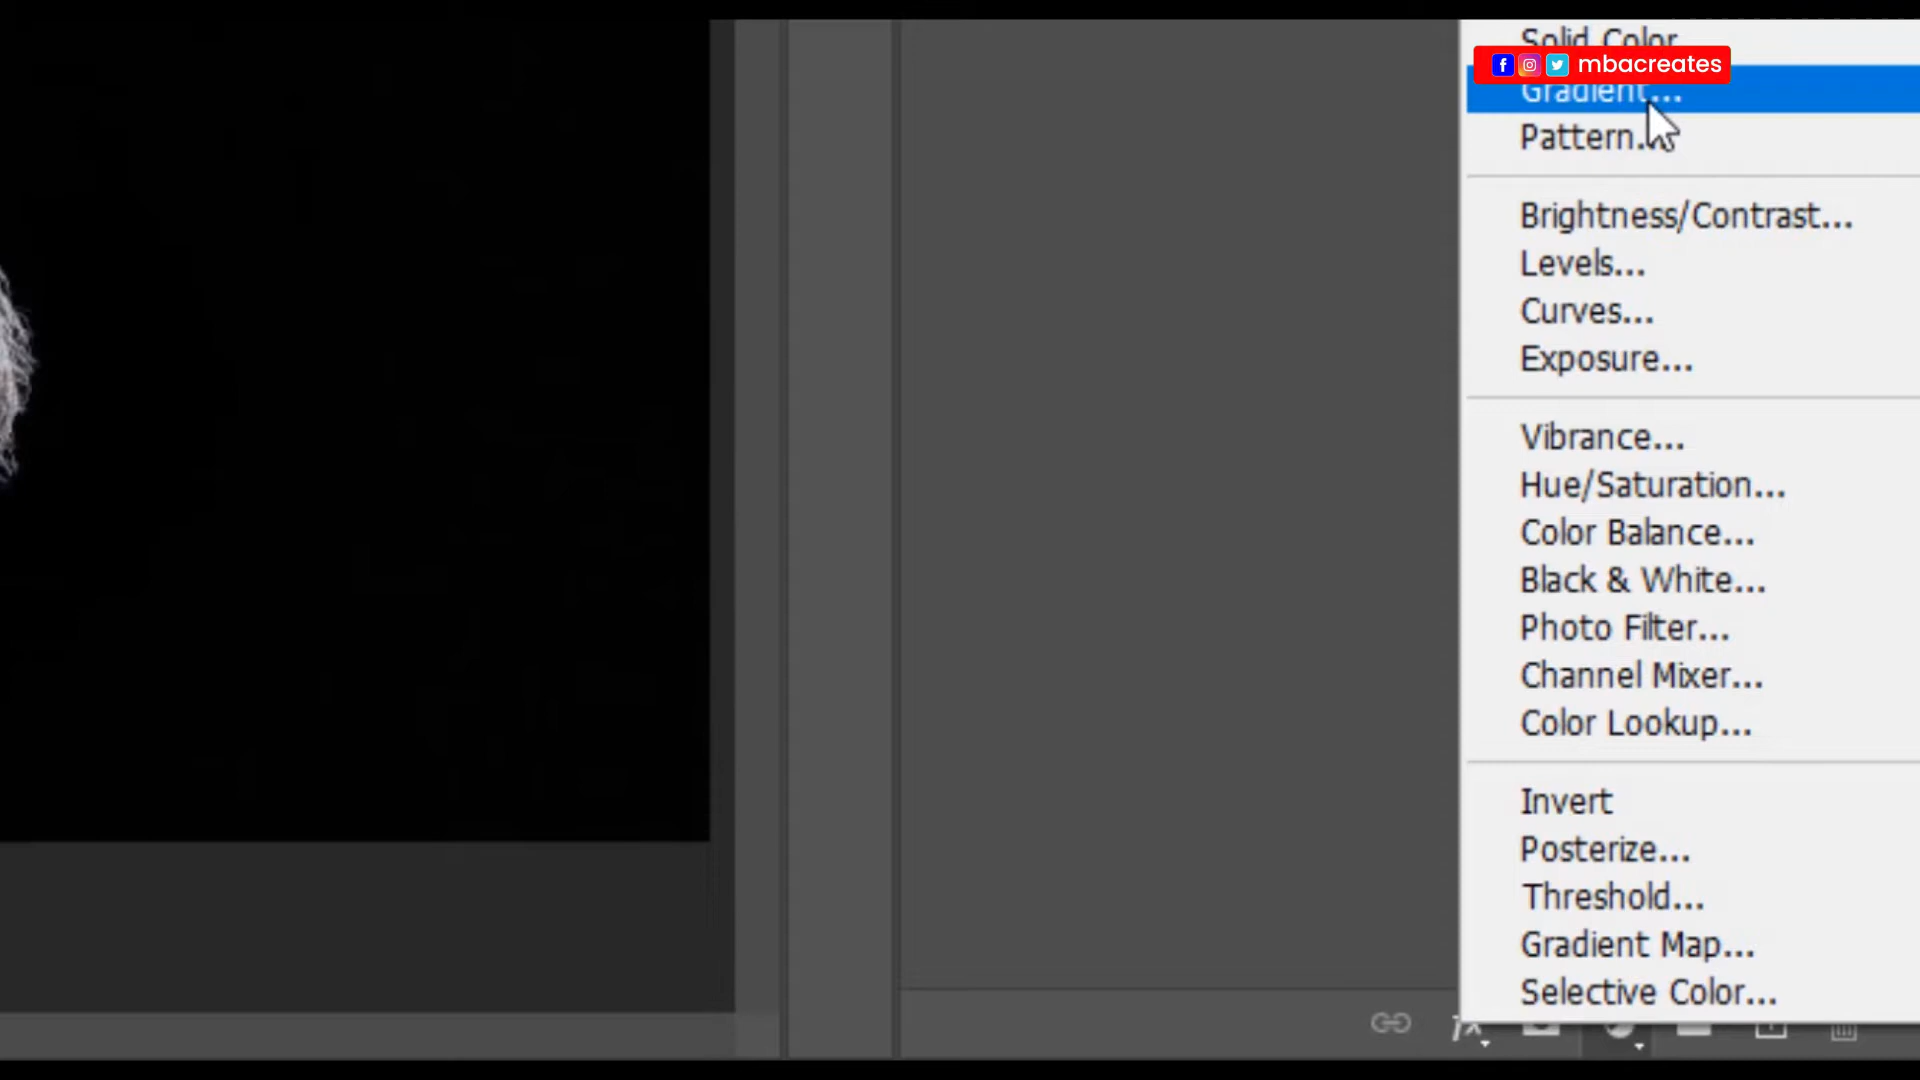 Solid Color
mbacreates
Gradient...
Pattern...
Brightness/Contrast...
Levels...
Curves...
Exposure...
Vibrance...
Hue/Saturation...
Color Balance...
Black & White...
Photo Filter...
Channel Mixer...
Color Lookup...
Invert
Posterize...
Threshold...
Gradient Map...
Selective Color...
fx